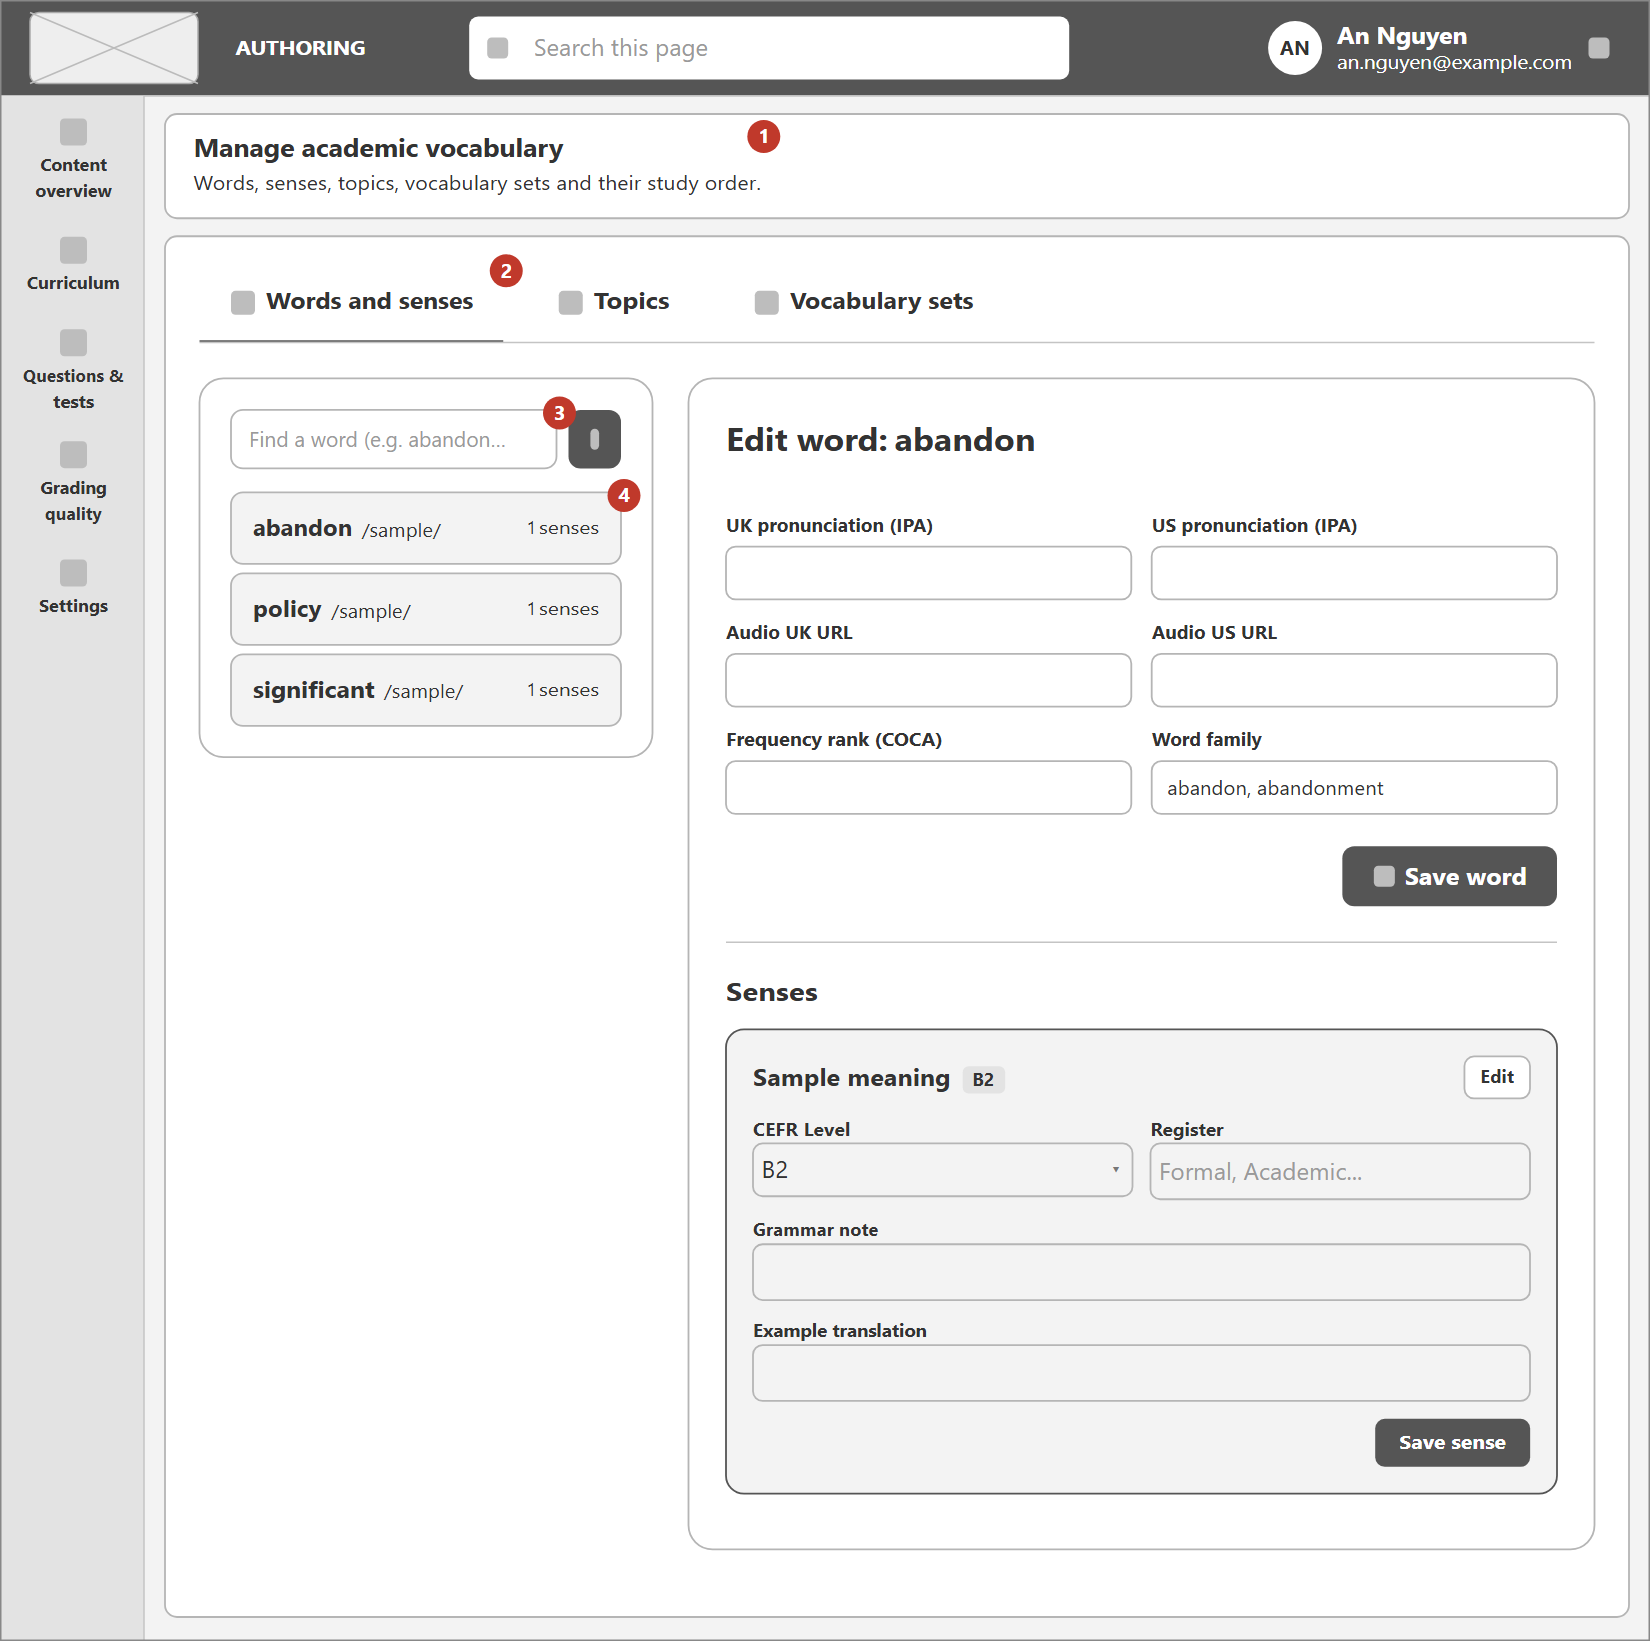 AUTHORING
Search this page
AN
An Nguyen
an.nguyen@example.com
Content
overview
Curriculum
Questions &
tests
Grading
quality
Settings
Manage academic vocabulary
1
Words, senses, topics, vocabulary sets and their study order.
Words and senses
2
Topics
Vocabulary sets
Find a word (e.g. abandon...
3
4
abandon /sample/ 1 senses
policy /sample/ 1 senses
significant /sample/ 1 senses
Edit word: abandon
UK pronunciation (IPA)
US pronunciation (IPA)
Audio UK URL
Audio US URL
Frequency rank (COCA)
Word family
abandon, abandonment
Save word
Senses
Sample meaning B2
Edit
CEFR Level
Register
B2
Formal, Academic...
Grammar note
Example translation
Save sense